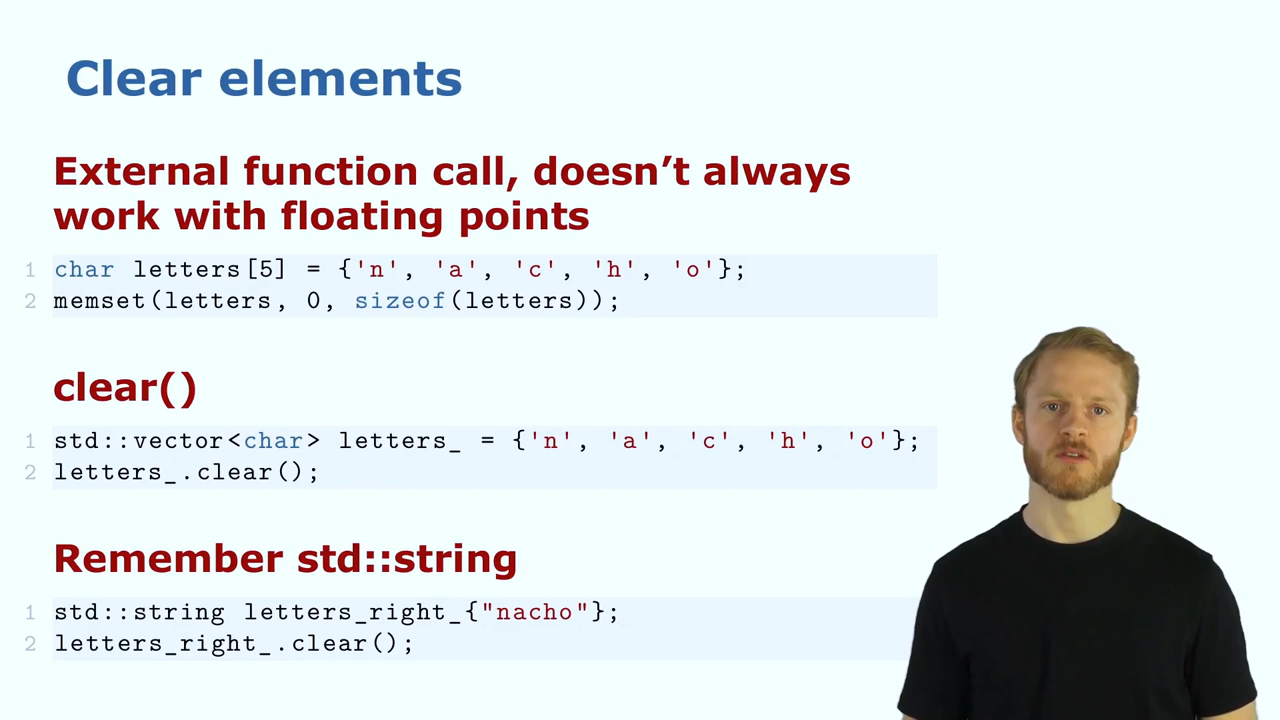 Clear elements
External function call, doesn’t always
work with floating points
1 char letters[5] = {'n', 'a', 'c', 'h', 'o'};
2 memset(letters, 0, sizeof(letters));
clear()
1 std::vector<char> letters_ = {'n', 'a', 'c', 'h', 'o'};
2 letters_.clear();
Remember std::string
1 std::string letters_right_{"nacho"};
2 letters_right_.clear();